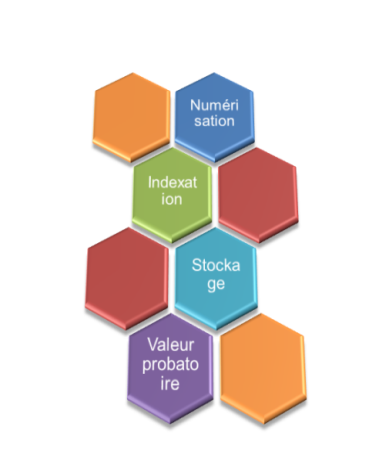 Numéri
sation
Indexat
ion
Stocka
ge
Valeur
probato
ire